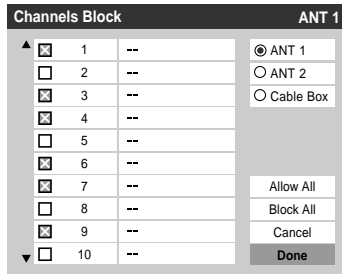 Channels Block ANT 1
1 --
2 --
3 --
4 --
5 --
6 --
7 --
8 --
9 --
10 --
ANT 1
ANT 2
Cable Box
Allow All
Block All
Cancel
Done